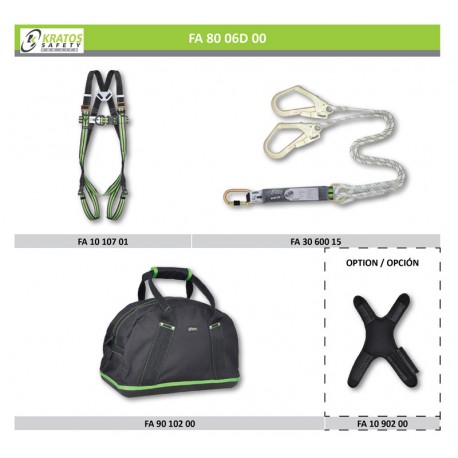 KRATOS
SAFETY
FA 80 06D 00
FA 10 107 01
FA 30 600 15
OPTION / OPCIÓN
FA 90 102 00
FA 10 902 00